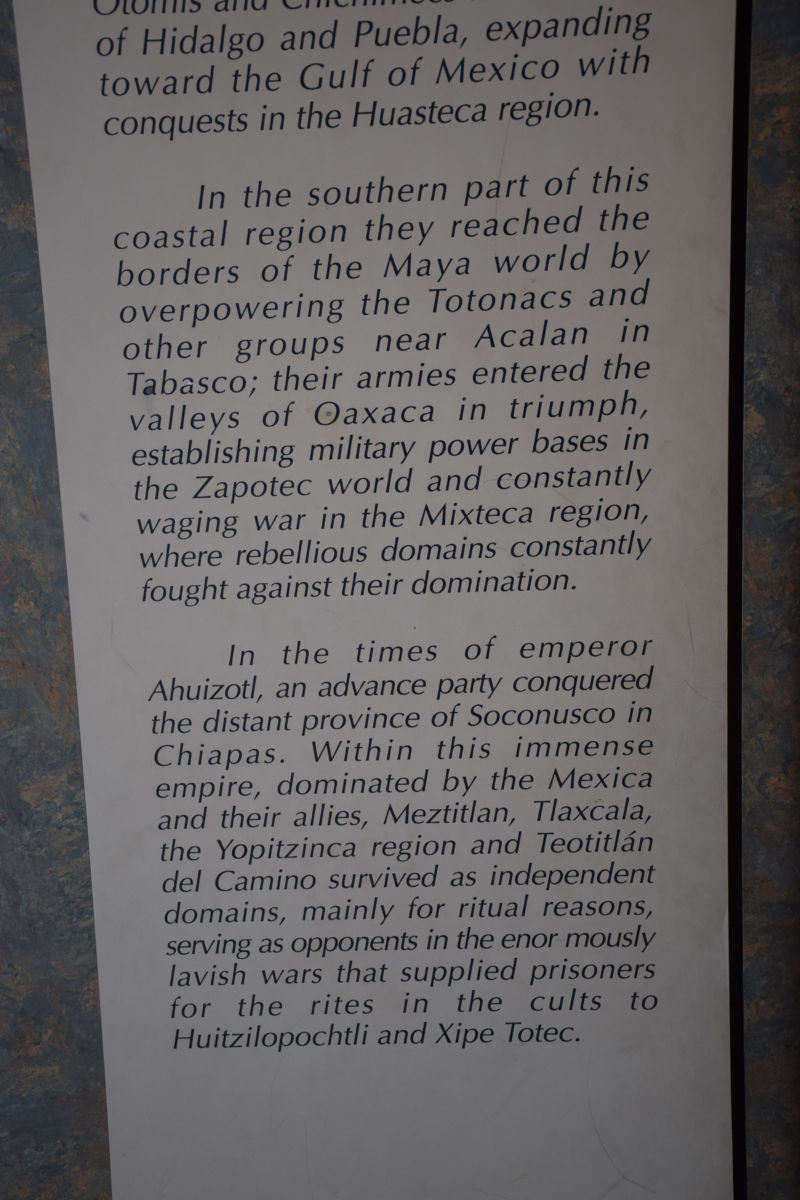 Otomis and
of Hidalgo and Puebla, expanding
toward the Gulf of Mexico with
conquests in the Huasteca region.
In the southern part of this
coastal region they reached the
borders of the Maya world by
overpowering the Totonacs and
other groups near Acalan in
Tabasco; their armies entered the
valleys of Oaxaca in triumph,
establishing military power bases in
the Zapotec world and constantly
waging war in the Mixteca region,
where rebellious domains constantly
fought against their domination.
In the times of emperor
Ahuizotl, an advance party conquered
the distant province of Soconusco in
Chiapas. Within this immense
empire, dominated by the Mexica
and their allies, Meztitlan, Tlaxcala,
the Yopitzinca region and Teotitlán
del Camino survived as independent
domains, mainly for ritual reasons,
serving as opponents in the enor mously
lavish wars that supplied prisoners
for the rites in the cults to
Huitzilopochtli and Xipe Totec.